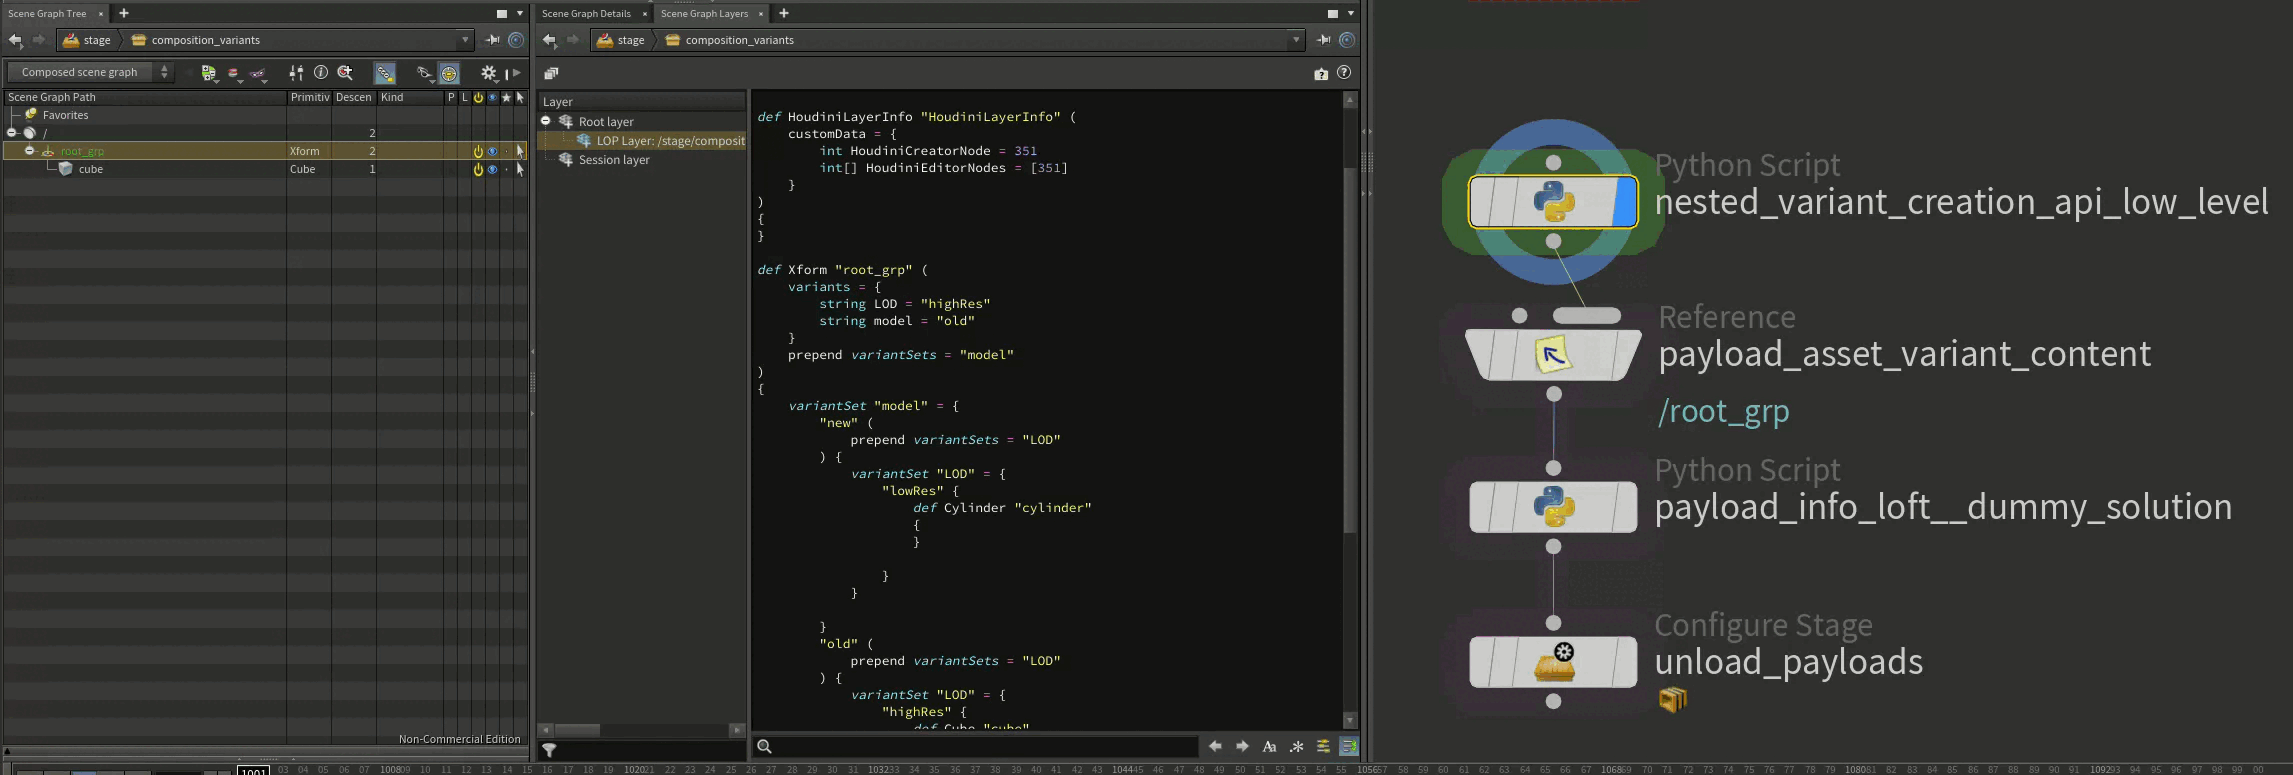 Scene Graph Tree
Scene Graph Details
Scene Graph Layers
stage
composition_variants
stage
composition_variants
Composed scene graph
Scene Graph Path
Primitiv
Descen
Kind
P
L
Favorites
/
2
root_grp
Xform
2
cube
Cube
1
Non-Commercial Edition
Layer
Root layer
LOP Layer: /stage/composit
Session layer
def HoudiniLayerInfo "HoudiniLayerInfo" (
customData = {
int HoudiniCreatorNode = 351
int[] HoudiniEditorNodes = [351]
}
)
{
}
def Xform "root_grp" (
variants = {
string LOD = "highRes"
string model = "old"
}
prepend variantSets = "model"
)
{
variantSet "model" = {
"new" (
prepend variantSets = "LOD"
) {
variantSet "LOD" = {
"lowRes" {
def Cylinder "cylinder"
{
}
}
}
}
"old" (
prepend variantSets = "LOD"
) {
variantSet "LOD" = {
"highRes" {
def Cube "cube"
Python Script
nested_variant_creation_api_low_level
Reference
payload_asset_variant_content
/root_grp
Python Script
payload_info_loft__dummy_solution
Configure Stage
unload_payloads
1001